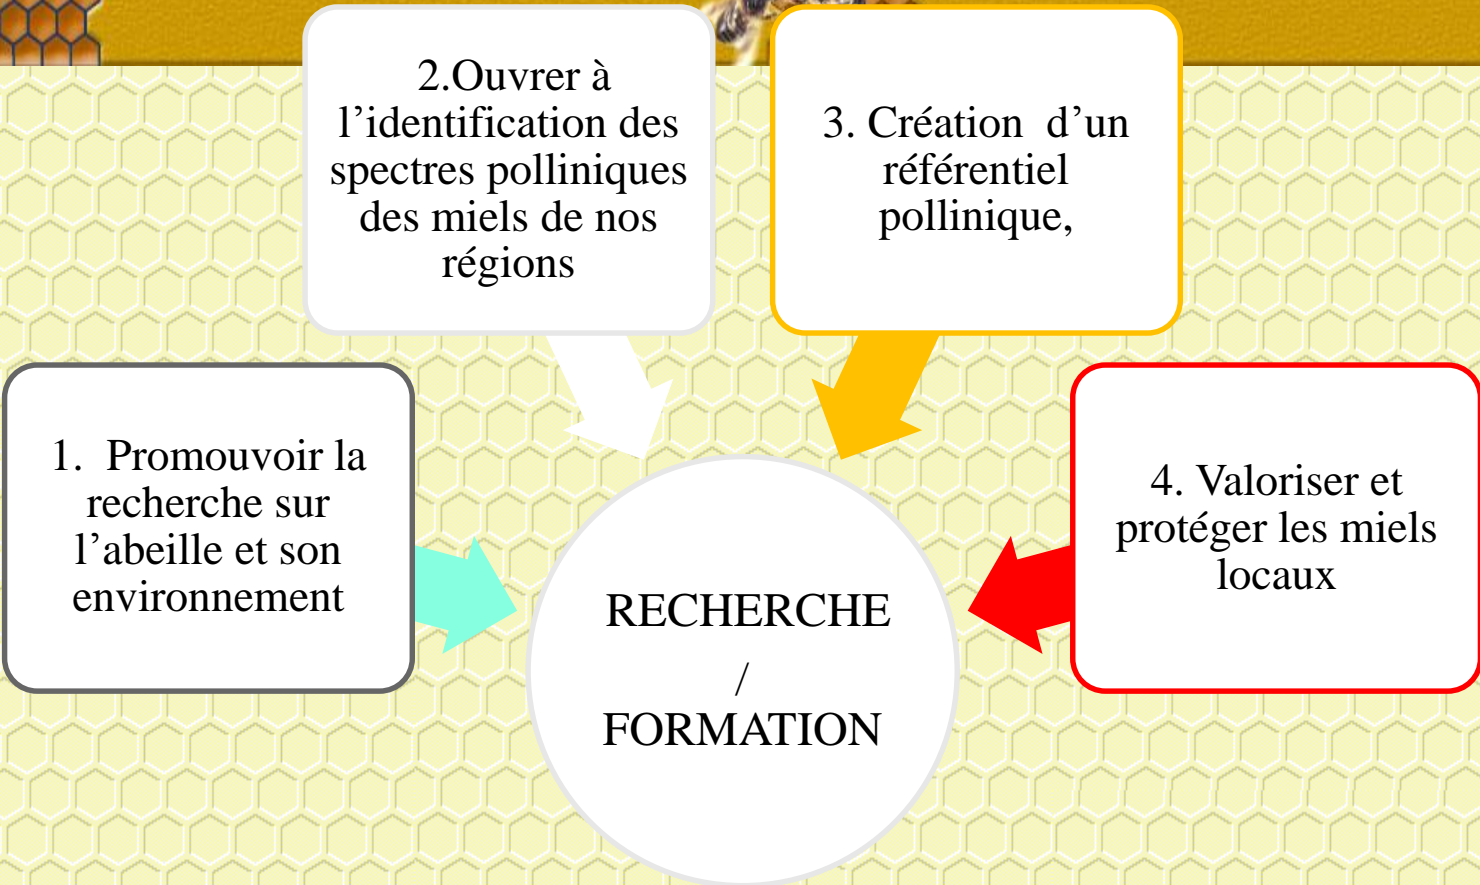 1. Promouvoir la
recherche sur
l’abeille et son
environnement
2.Ouvrer à
l’identification des
spectres polliniques
des miels de nos
régions
3. Création d’un
référentiel
pollinique,
4. Valoriser et
protéger les miels
locaux
RECHERCHE
/
FORMATION